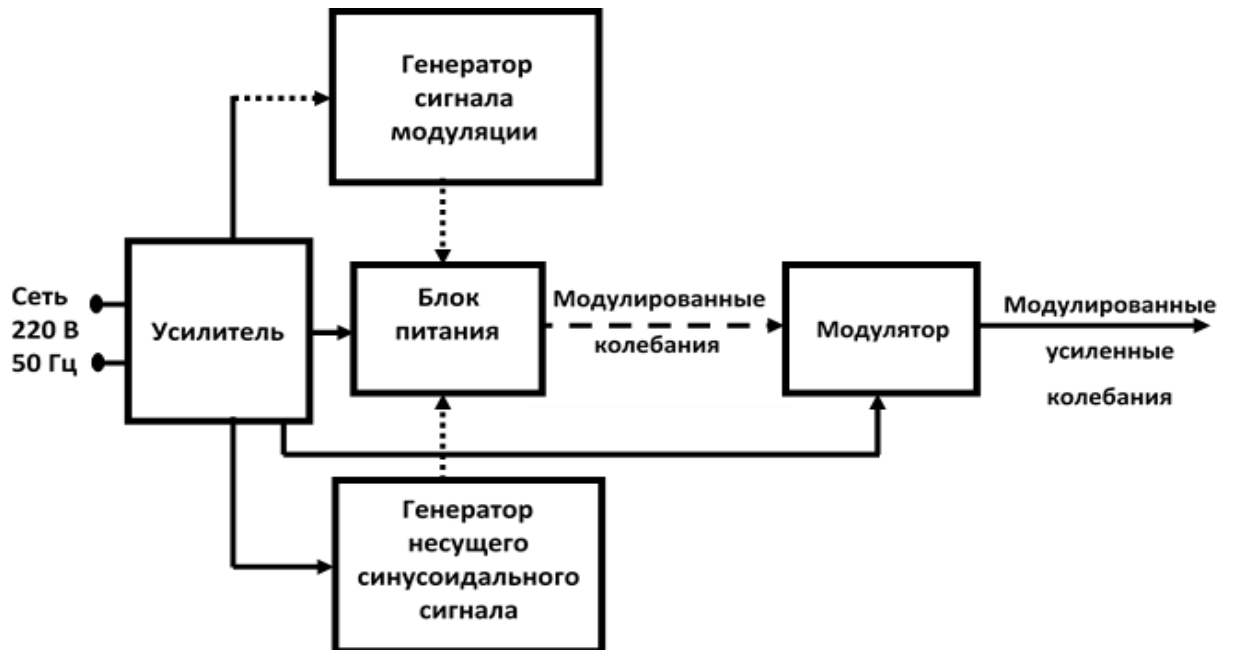 Генератор
сигнала
модуляции
Сеть
220 В
50 Гц
Усилитель
Блок
питания
Модулированные
колебания
Модулятор
Модулированные
усиленные
колебания
Генератор
несущего
синусоидального
сигнала